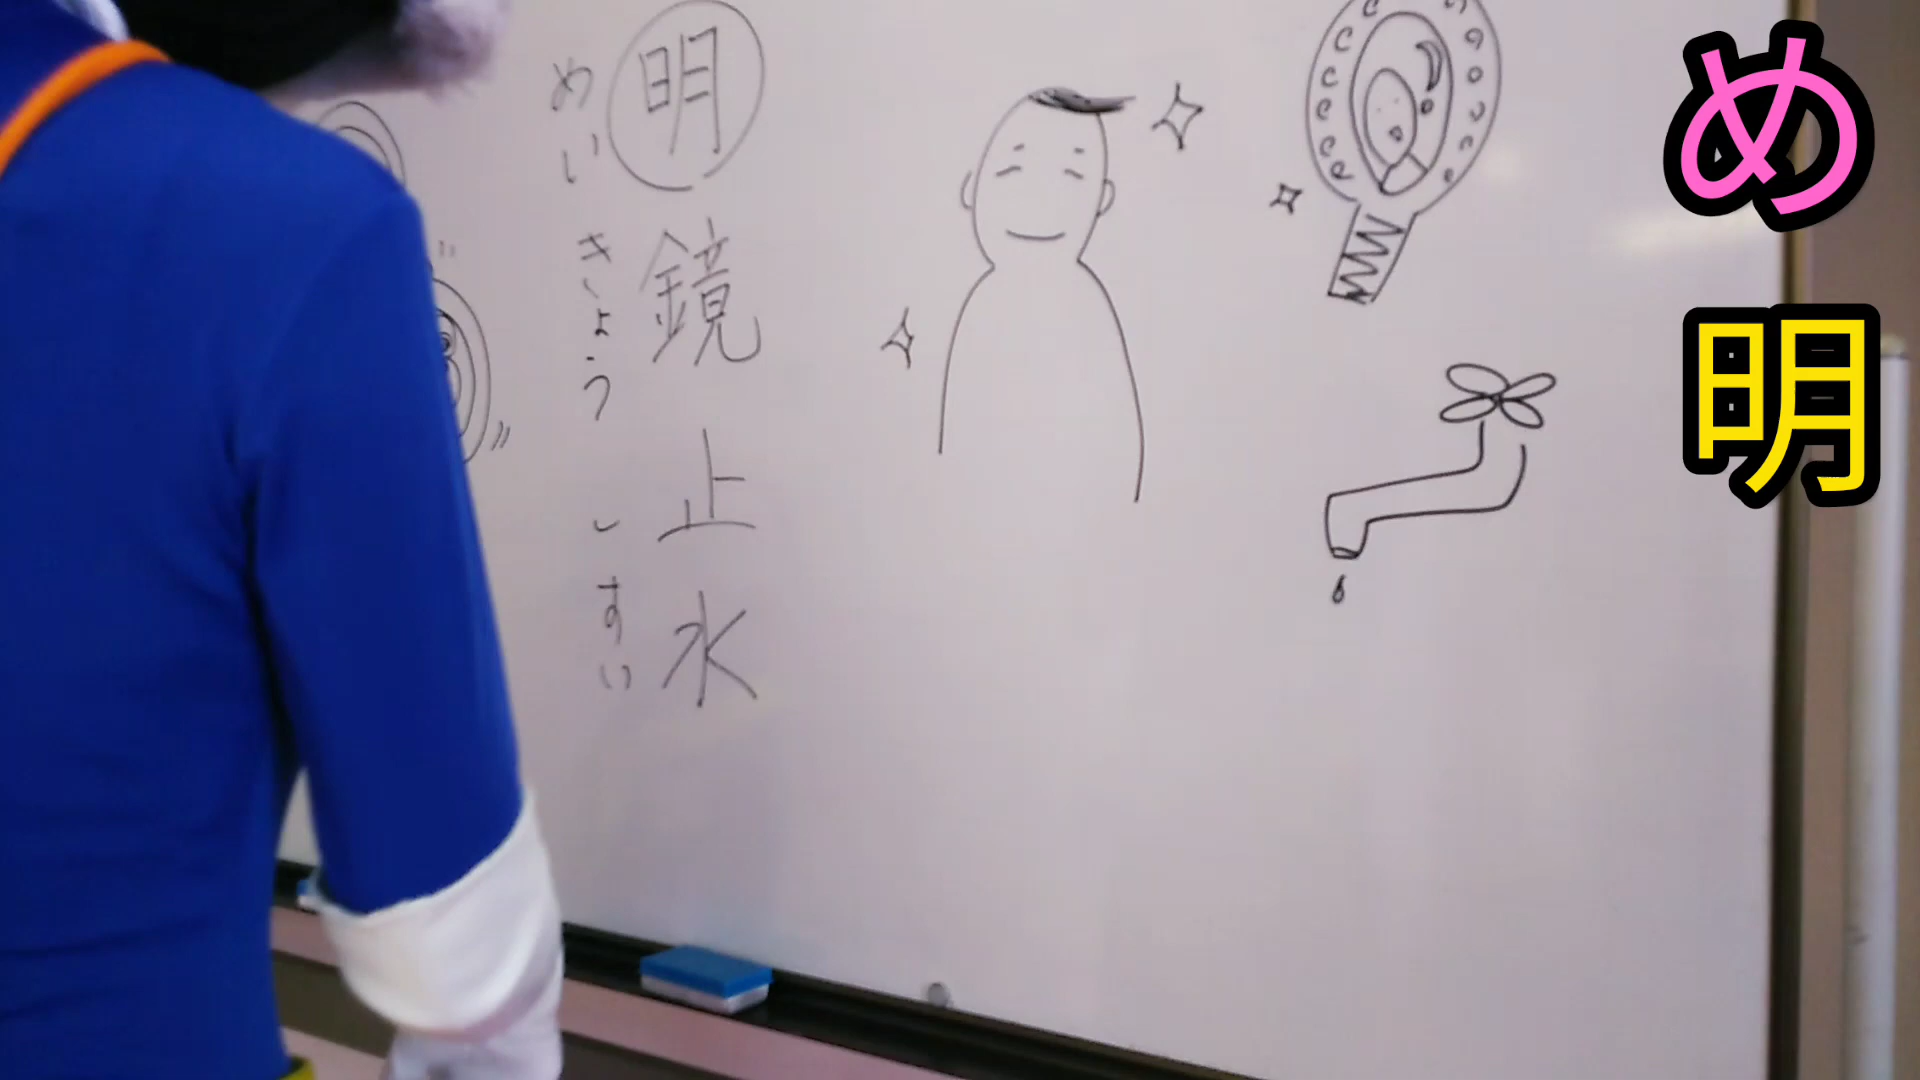 め
明
明鏡止水
めいきょうしすい